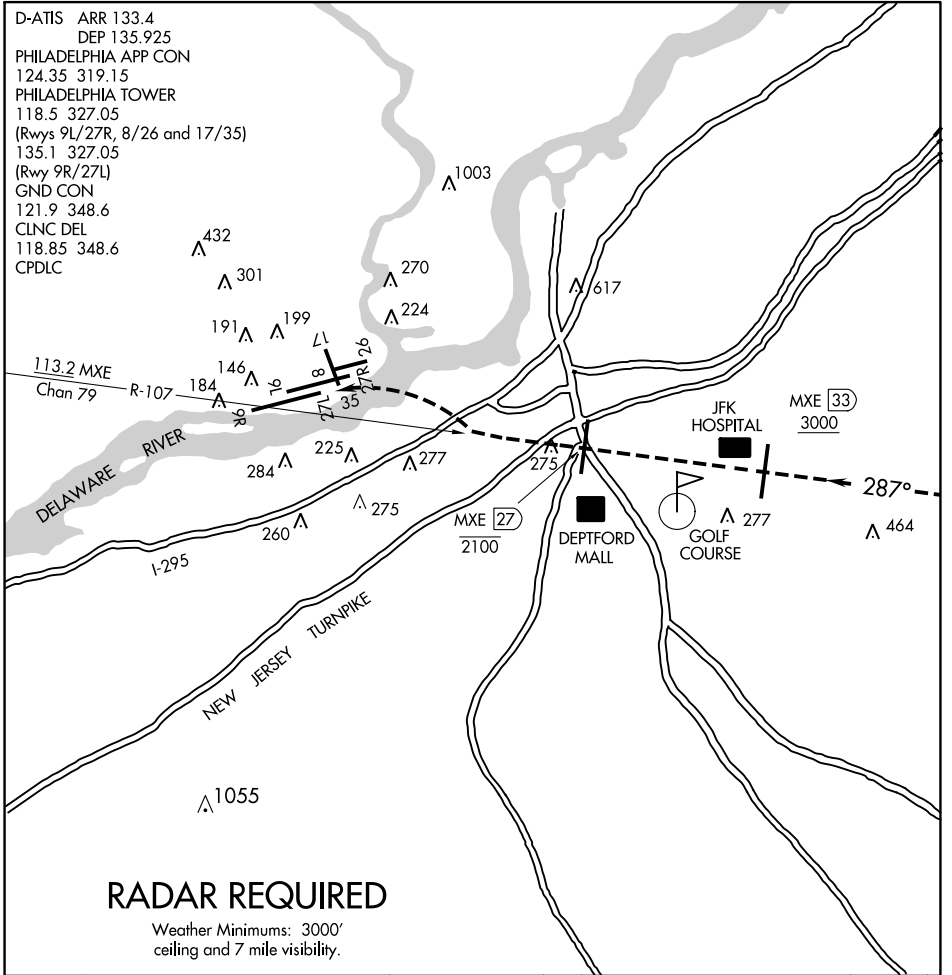 D-ATIS ARR 133.4
DEP 135.925
PHILADELPHIA APP CON
124.35 319.15
PHILADELPHIA TOWER
118.5 327.05
(Rwys 9L/27R, 8/26 and 17/35)
135.1 327.05
(Rwy 9R/27L)
GND CON
121.9 348.6
CLNC DEL
118.85 348.6
CPDLC
1003
432
301
270
617
224
199
191
17
26
113.2 MXE
Chan 79
R-107
146
8
27R
9L
184
35
27L
9R
JFK
HOSPITAL
MXE 33
3000
DELAWARE RIVER
225
284
277
275
287°
275
MXE 27
2100
DEPTFORD
MALL
277
GOLF
COURSE
464
260
I-295
NEW JERSEY TURNPIKE
1055
RADAR REQUIRED
Weather Minimums: 3000'
ceiling and 7 mile visibility.